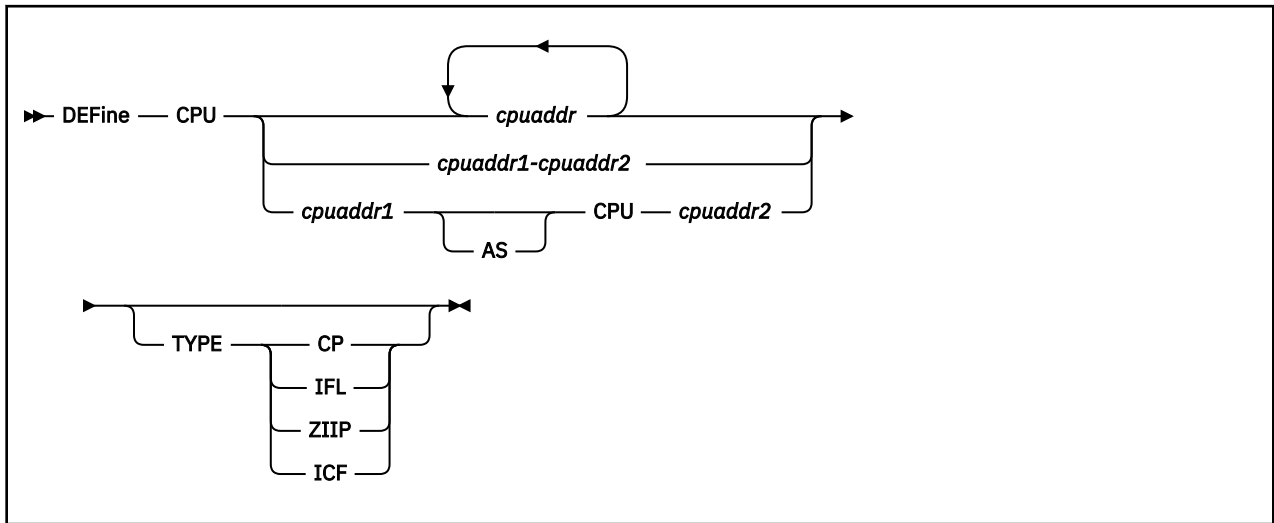 DEFine CPU cpuaddr
cpuaddr1-cpuaddr2
cpuaddr1 CPU cpuaddr2
AS
TYPE CP
IFL
ZIIP
ICF